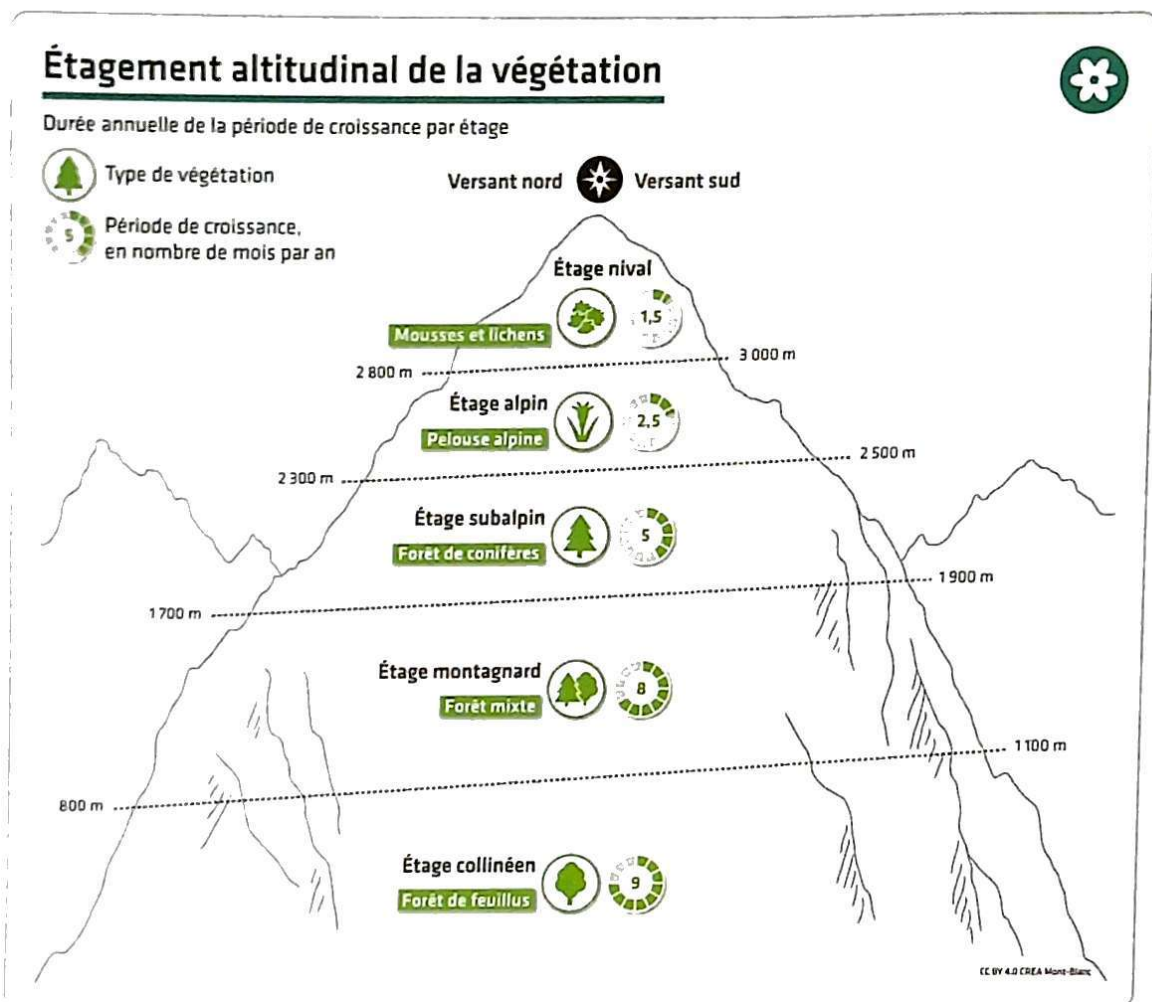 Étagement altitudinal de la végétation
Durée annuelle de la période de croissance par étage
Type de végétation
5
Période de croissance,
en nombre de mois par an
Versant nord
Versant sud
Étage nival
Mousses et lichens
1,5
2 800 m
3 000 m
Étage alpin
Pelouse alpine
2,5
2 300 m
2 500 m
Étage subalpin
Forêt de conifères
5
1 700 m
1 900 m
Étage montagnard
Forêt mixte
8
800 m
1 100 m
Étage collinéen
Forêt de feuillus
9
CC BY 4.0 CREA Mont-Blanc